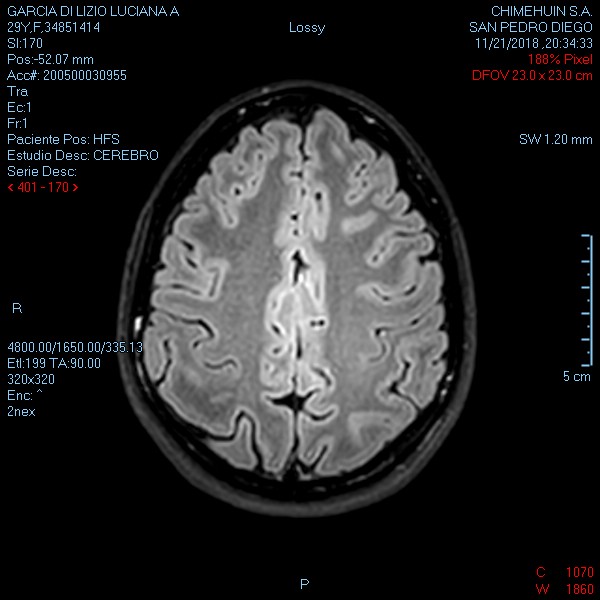 GARCIA DI LIZIO LUCIANA A
29Y,F,34851414
Sl:170
Pos:-52.07 mm
Acc#: 200500030955
Tra
Ec:1
Fr:1
Paciente Pos: HFS
Estudio Desc: CEREBRO
Serie Desc:
< 401 - 170 >
Lossy
CHIMEHUIN S.A.
SAN PEDRO DIEGO
11/21/2018 ,20:34:33
188% Pixel
DFOV 23.0 x 23.0 cm
SW 1.20 mm
R
4800.00/1650.00/335.13
Etl:199 TA:90.00
320x320
Enc: ^
2nex
5 cm
P
C 1070
W 1860